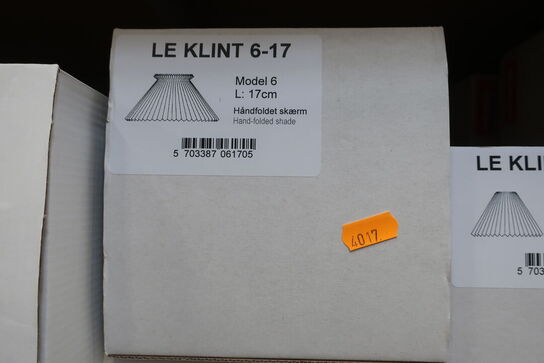 LE KLINT 6-17
Model 6
L: 17cm
Håndfoldet skærm
Hand-folded shade
5 703387 061705
4017
LE KLI
5 703